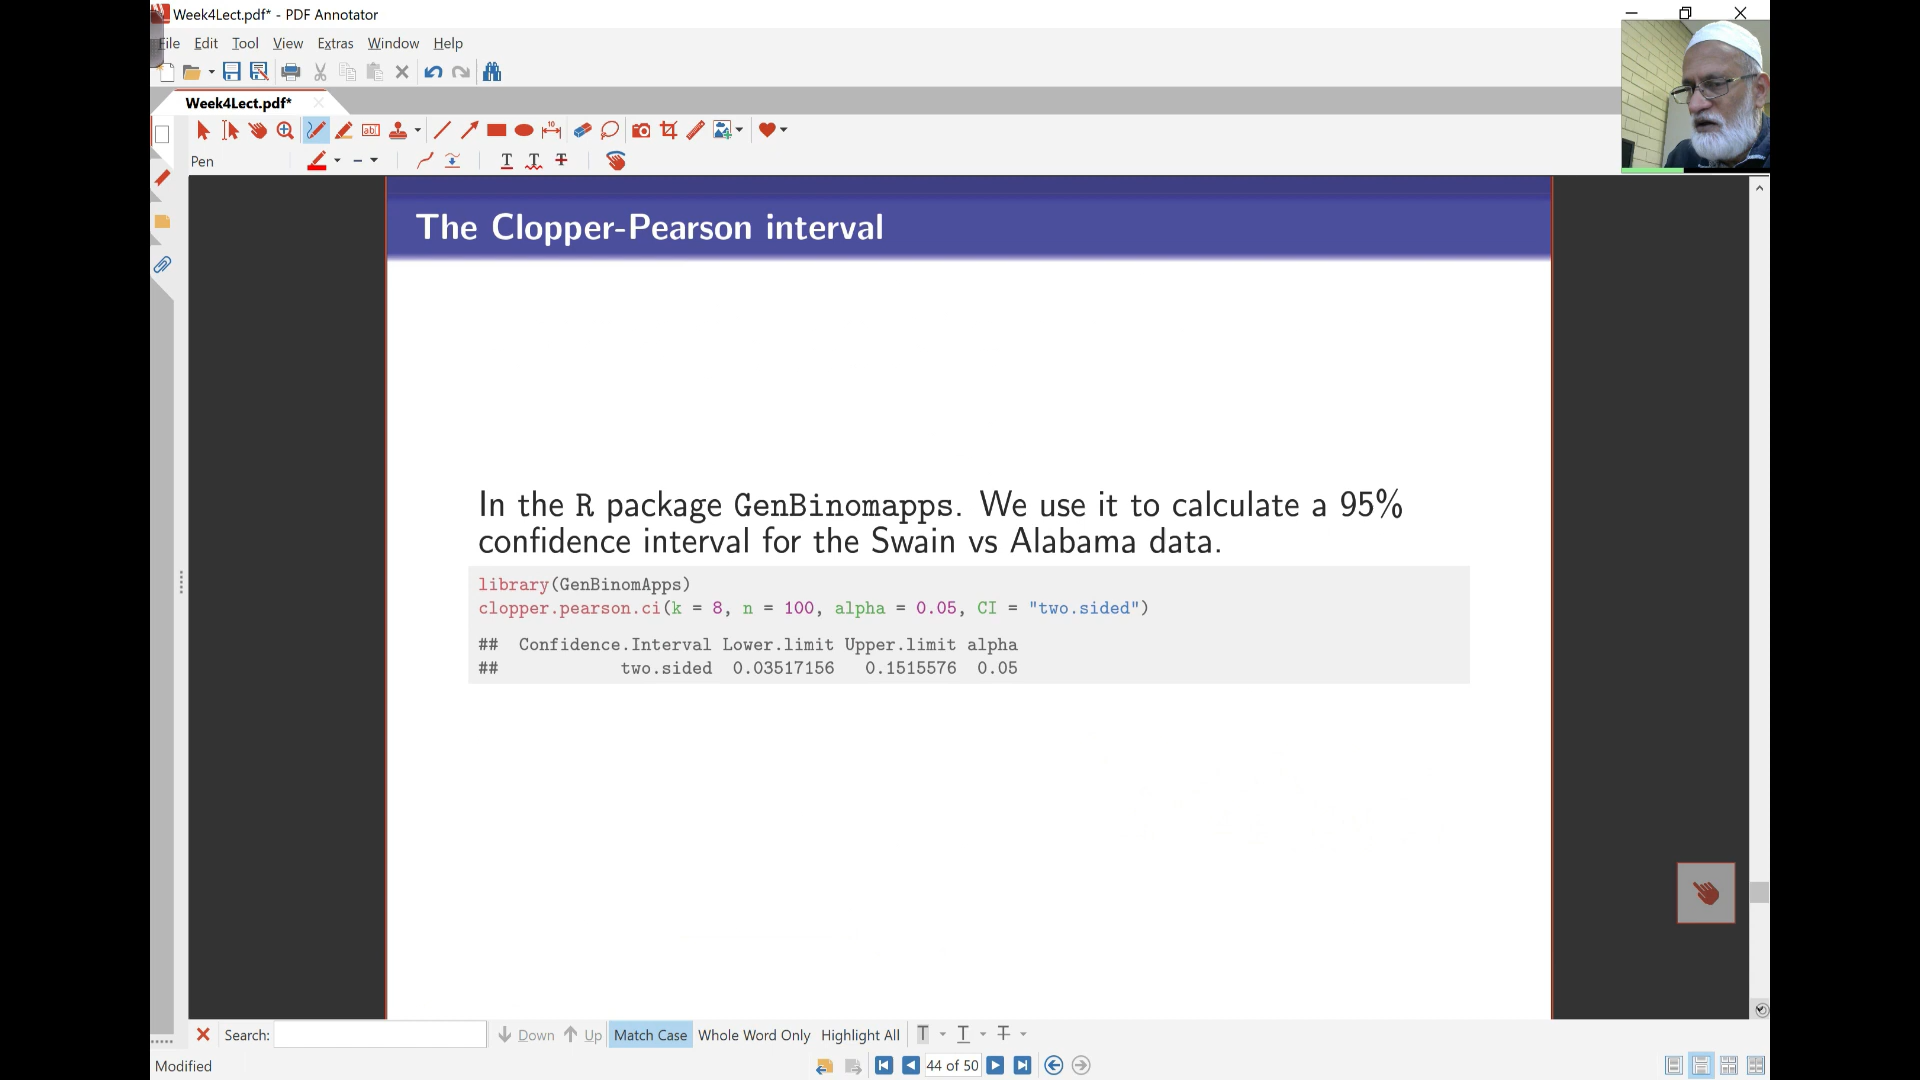 Week4Lect.pdf* - PDF Annotator
File Edit Tool View Extras Window Help
Week4Lect.pdf*
Pen
The Clopper-Pearson interval
In the R package GenBinomapps. We use it to calculate a 95%
confidence interval for the Swain vs Alabama data.
library(GenBinomApps)
clopper.pearson.ci(k = 8, n = 100, alpha = 0.05, CI = "two.sided")
## Confidence.Interval Lower.limit Upper.limit alpha
## two.sided 0.03517156 0.1515576 0.05
Search: Down Up Match Case Whole Word Only Highlight All
Modified 44 of 50